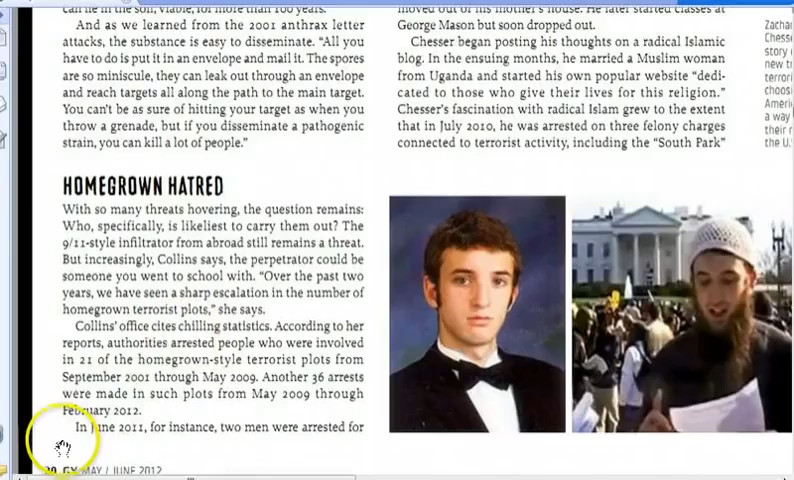 can lie in the soil, viable, for more than 100 years.
And as we learned from the 2001 anthrax letter
attacks, the substance is easy to disseminate. “All you
have to do is put it in an envelope and mail it. The spores
are so miniscule, they can leak out through an envelope
and reach targets all along the path to the main target.
You can’t be as sure of hitting your target as when you
throw a grenade, but if you disseminate a pathogenic
strain, you can kill a lot of people.”
HOMEGROWN HATRED
With so many threats hovering, the question remains:
Who, specifically, is likeliest to carry them out? The
9/11-style infiltrator from abroad still remains a threat.
But increasingly, Collins says, the perpetrator could be
someone you went to school with. “Over the past two
years, we have seen a sharp escalation in the number of
homegrown terrorist plots,” she says.
Collins’ office cites chilling statistics. According to her
reports, authorities arrested people who were involved
in 21 of the homegrown-style terrorist plots from
September 2001 through May 2009. Another 36 arrests
were made in such plots from May 2009 through
February 2012.
In June 2011, for instance, two men were arrested for
moved out of his mother’s house. He later started classes at
George Mason but soon dropped out.
Chesser began posting his thoughts on a radical Islamic
blog. In the ensuing months, he married a Muslim woman
from Uganda and started his own popular website “dedi-
cated to those who give their lives for this religion.”
Chesser’s fascination with radical Islam grew to the extent
that in July 2010, he was arrested on three felony charges
connected to terrorist activity, including the “South Park”
Zacha
Chess
story
new t
terror
choosi
Ameri
a way
their r
the U.
20 GX MAY / JUNE 2012